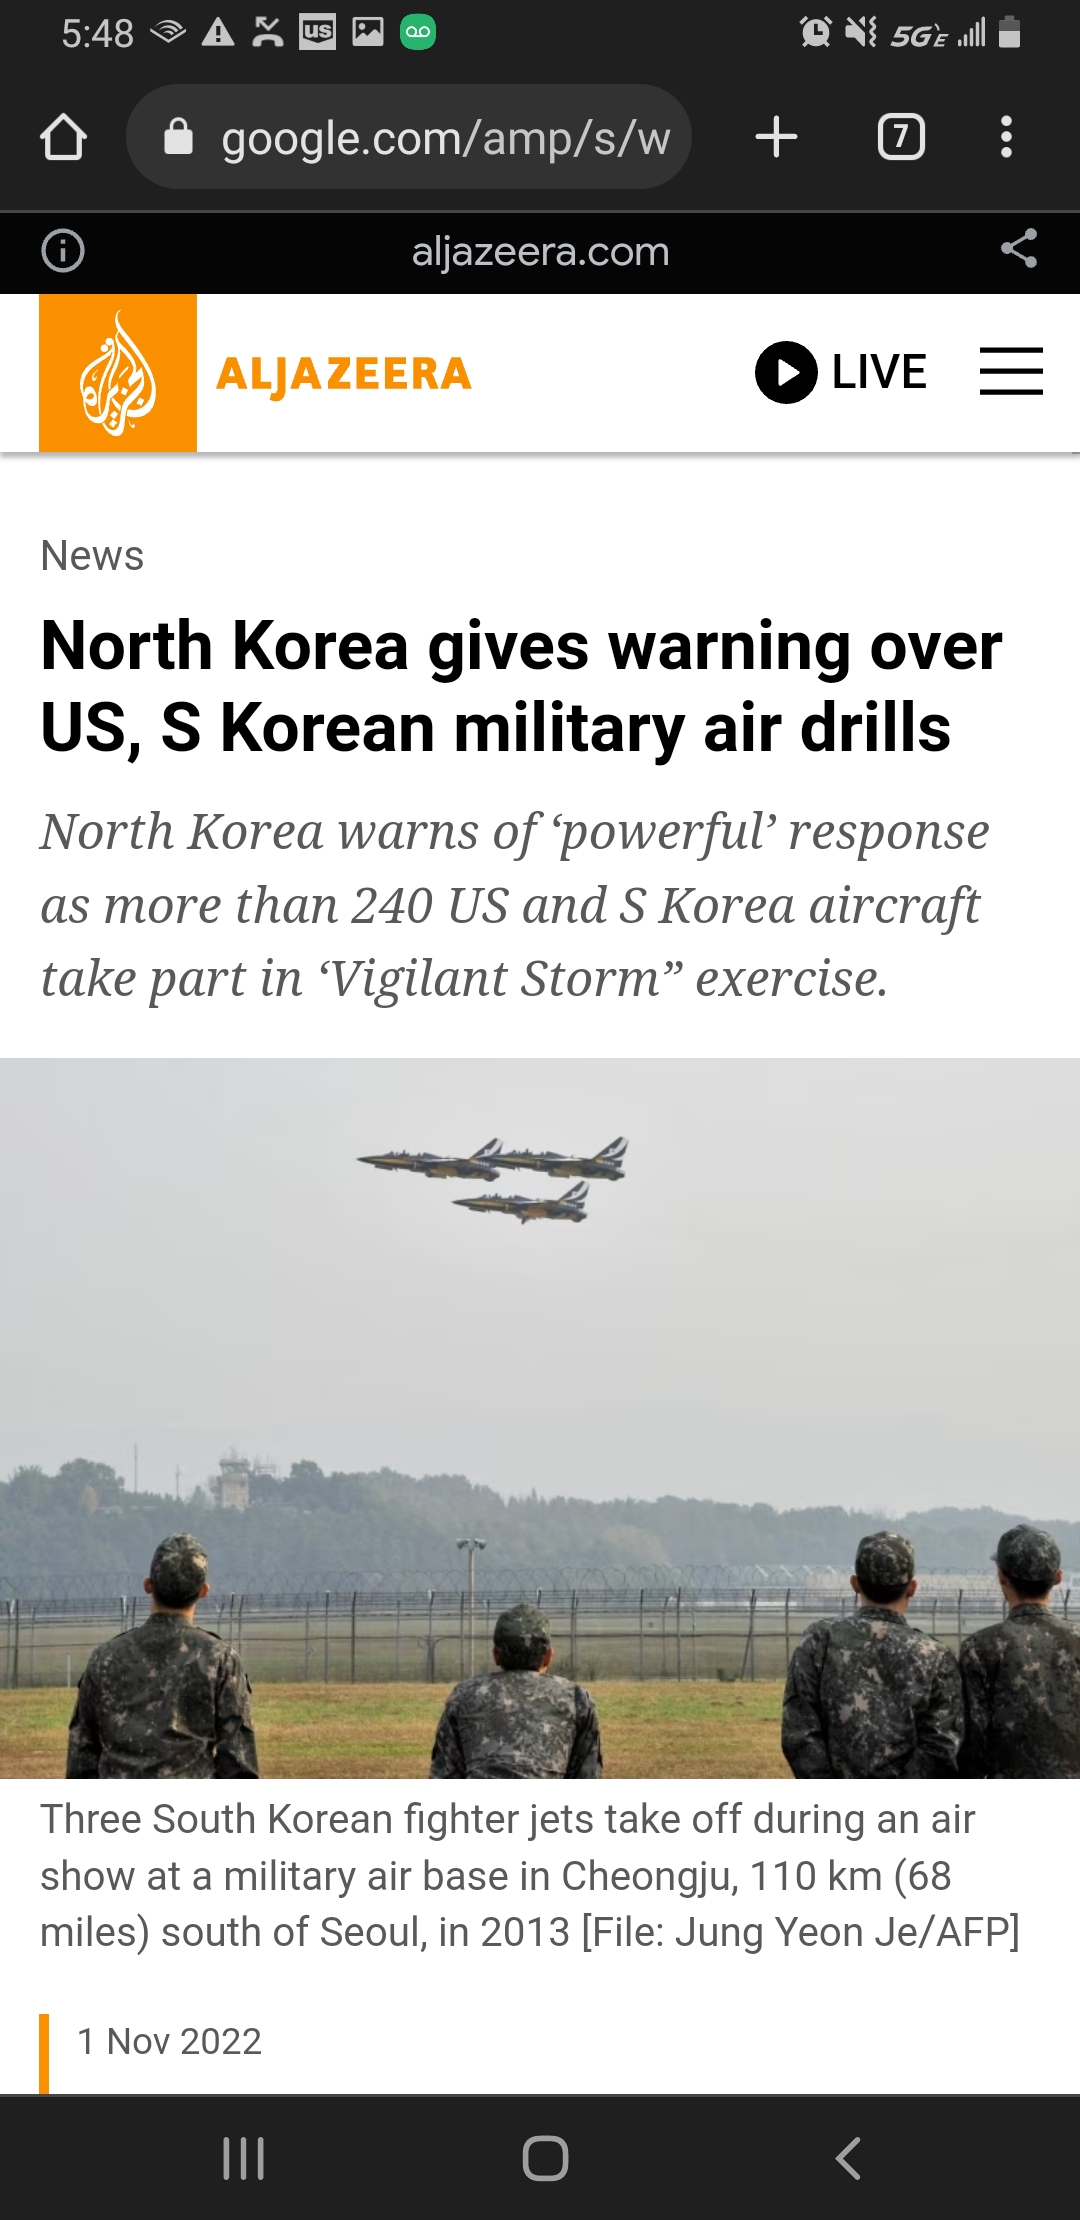 5:48 us 5GE
google.com/amp/s/w 7
aljazeera.com
ALJAZEERA LIVE
News
North Korea gives warning over
US, S Korean military air drills
North Korea warns of ‘powerful’ response
as more than 240 US and S Korea aircraft
take part in ‘Vigilant Storm” exercise.
Three South Korean fighter jets take off during an air
show at a military air base in Cheongju, 110 km (68
miles) south of Seoul, in 2013 [File: Jung Yeon Je/AFP]
1 Nov 2022